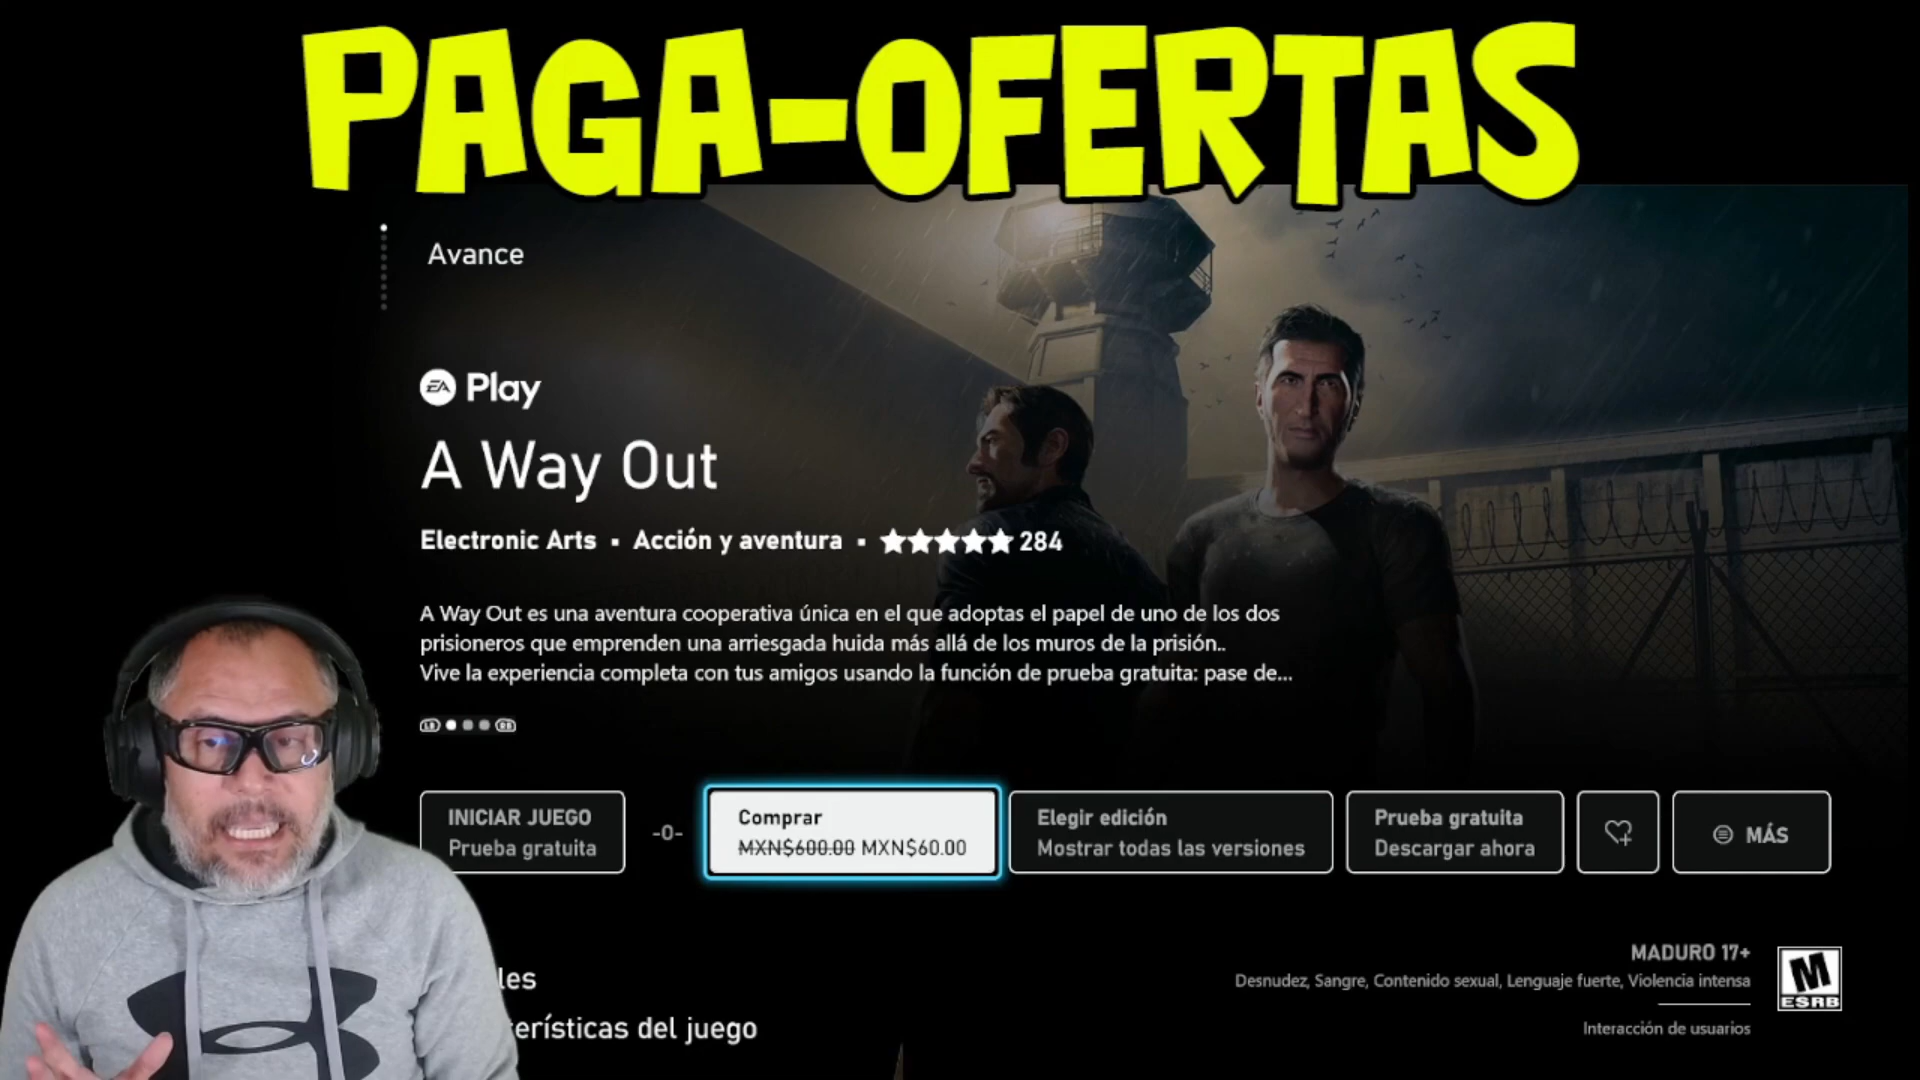 PAGA-OFERTAS
Avance
EA Play
A Way Out
Electronic Arts ▪ Acción y aventura ▪ ★★★★★ 284
A Way Out es una aventura cooperativa única en el que adoptas el papel de uno de los dos
prisioneros que emprenden una arriesgada huida más allá de los muros de la prisión..
Vive la experiencia completa con tus amigos usando la función de prueba gratuita: pase de...
LB RB
INICIAR JUEGO
Prueba gratuita
-O-
Comprar
MXN$600.00 MXN$60.00
Elegir edición
Mostrar todas las versiones
Prueba gratuita
Descargar ahora
MÁS
MADURO 17+
Desnudez, Sangre, Contenido sexual, Lenguaje fuerte, Violencia intensa
M
ESRB
Interacción de usuarios
les
erísticas del juego